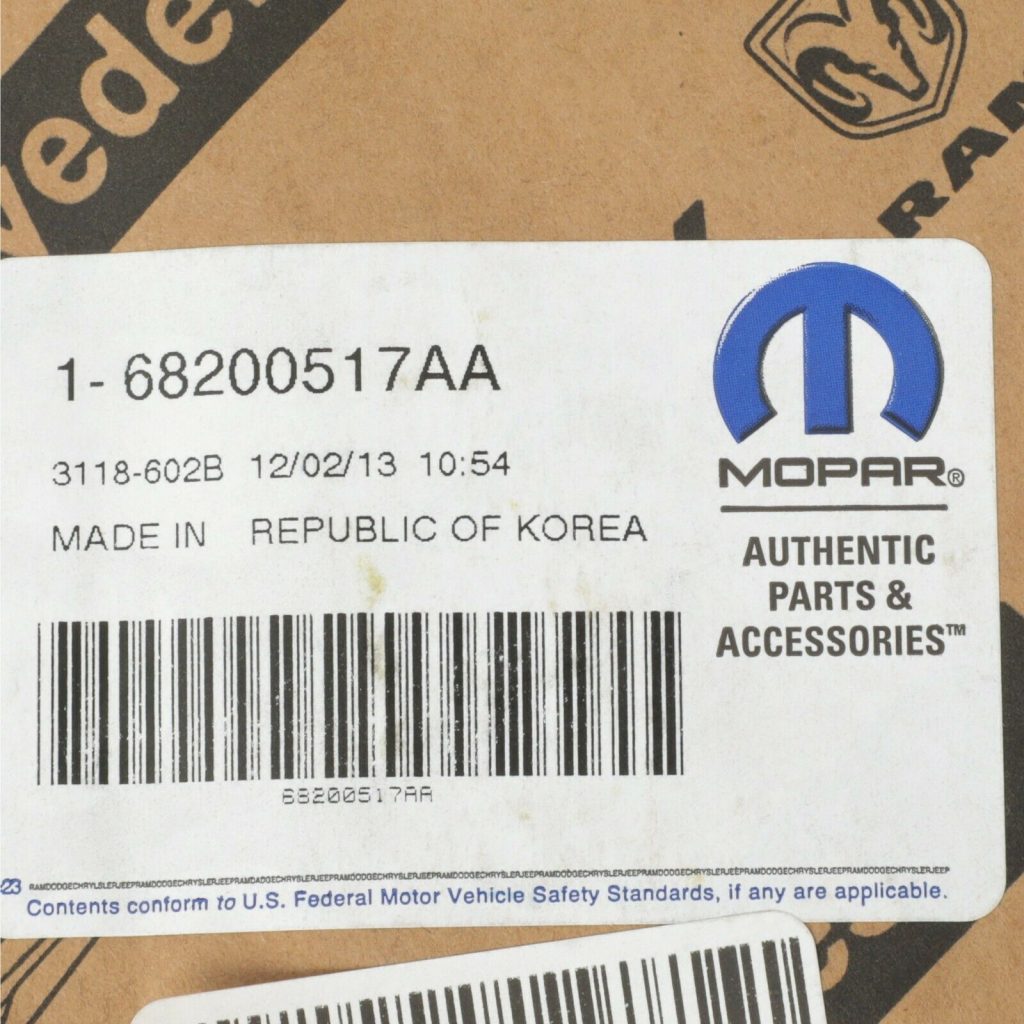 RAM
1- 68200517AA
3118-602B 12/02/13 10:54
MADE IN REPUBLIC OF KOREA
MOPAR®
AUTHENTIC
PARTS &
ACCESSORIES™
68200517AA
Contents conform to U.S. Federal Motor Vehicle Safety Standards, if any are applicable.